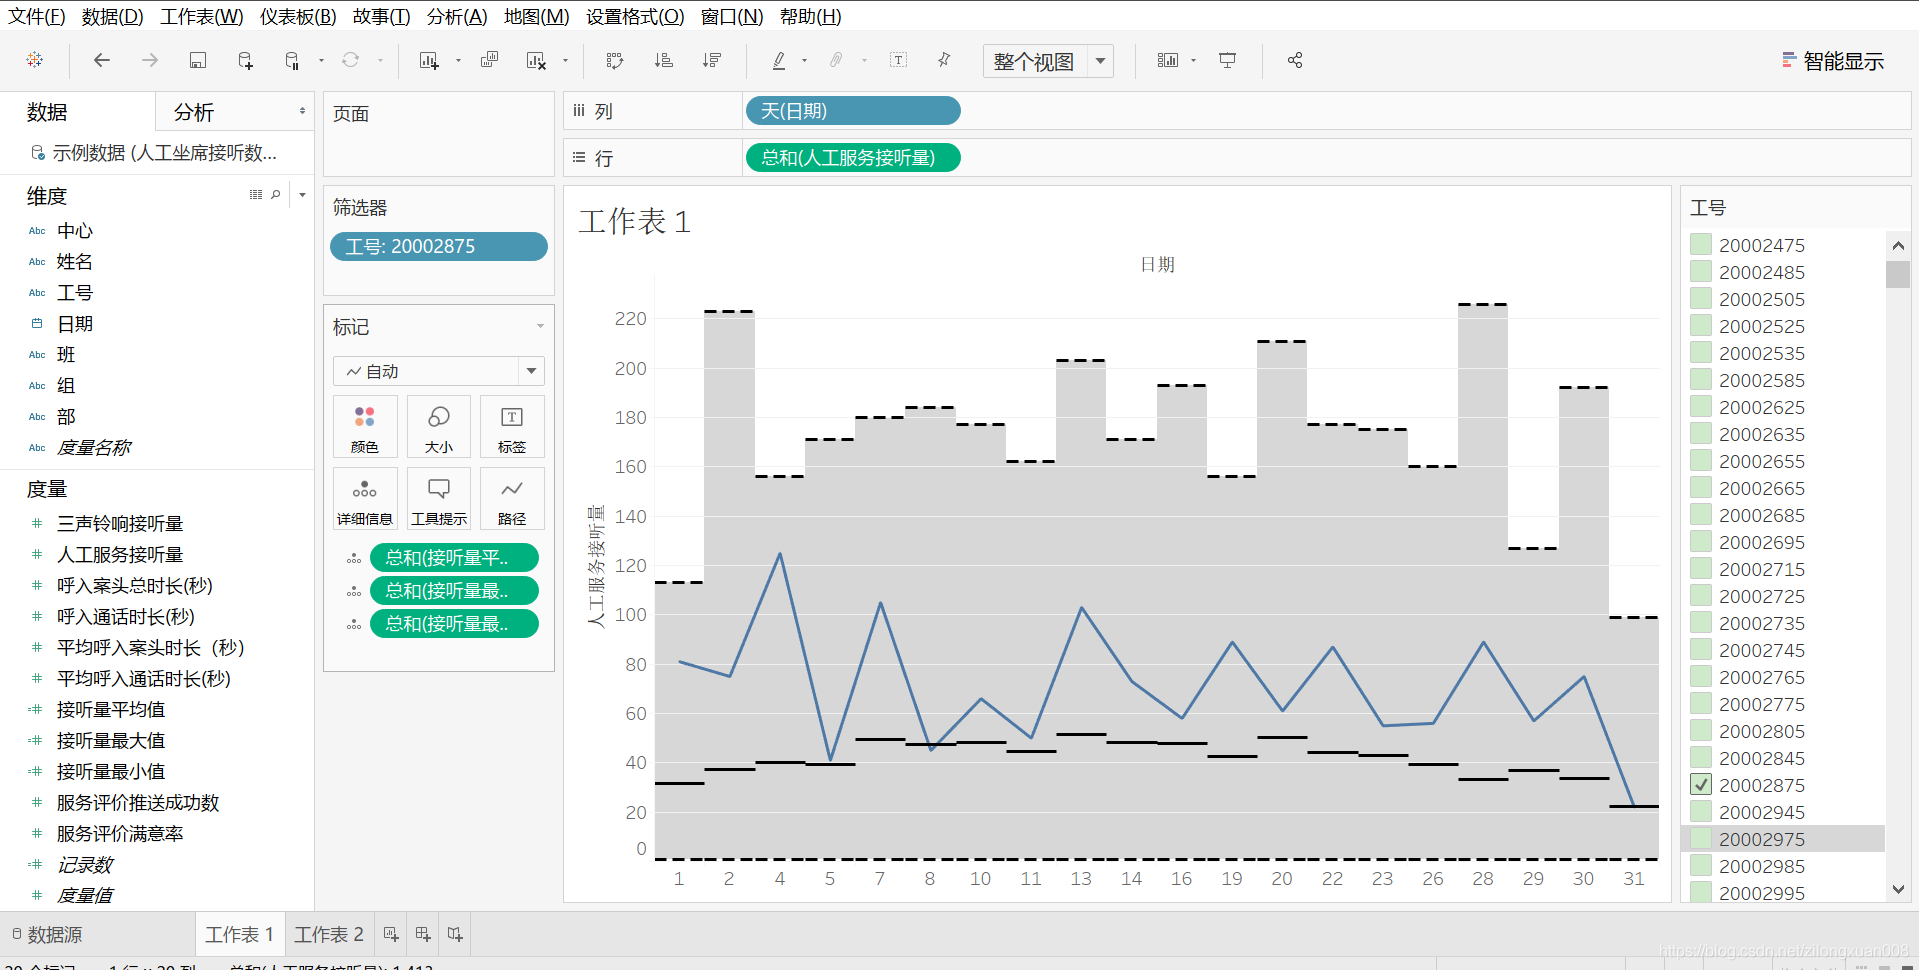 文件(F) 数据(D) 工作表(W) 仪表板(B) 故事(T) 分析(A) 地图(M) 设置格式(O) 窗口(N) 帮助(H)
整个视图
智能显示
数据
分析
示例数据 (人工坐席接听数...
维度
Abc 中心
Abc 姓名
Abc 工号
日期
Abc 班
Abc 组
Abc 部
Abc 度量名称
度量
# 三声铃响接听量
# 人工服务接听量
# 呼入案头总时长(秒)
# 呼入通话时长(秒)
# 平均呼入案头时长（秒）
# 平均呼入通话时长(秒)
=# 接听量平均值
=# 接听量最大值
=# 接听量最小值
# 服务评价推送成功数
# 服务评价满意率
=# 记录数
# 度量值
页面
筛选器
工号: 20002875
标记
自动
颜色
大小
标签
详细信息
工具提示
路径
总和(接听量平..
总和(接听量最..
总和(接听量最..
列
天(日期)
行
总和(人工服务接听量)
工作表 1
日期
人工服务接听量
220
200
180
160
140
120
100
80
60
40
20
0
1 2 4 5 7 8 10 11 13 14 16 19 20 22 23 26 28 29 30 31
工号
20002475
20002485
20002505
20002525
20002535
20002585
20002625
20002635
20002655
20002665
20002685
20002695
20002715
20002725
20002735
20002745
20002765
20002775
20002805
20002845
20002875
20002945
20002975
20002985
20002995
数据源
工作表 1
工作表 2
https://blog.csdn.net/zilongxuan008
20 个标记 1 行 x 20 列 总和(人工服务接听量): 1,413